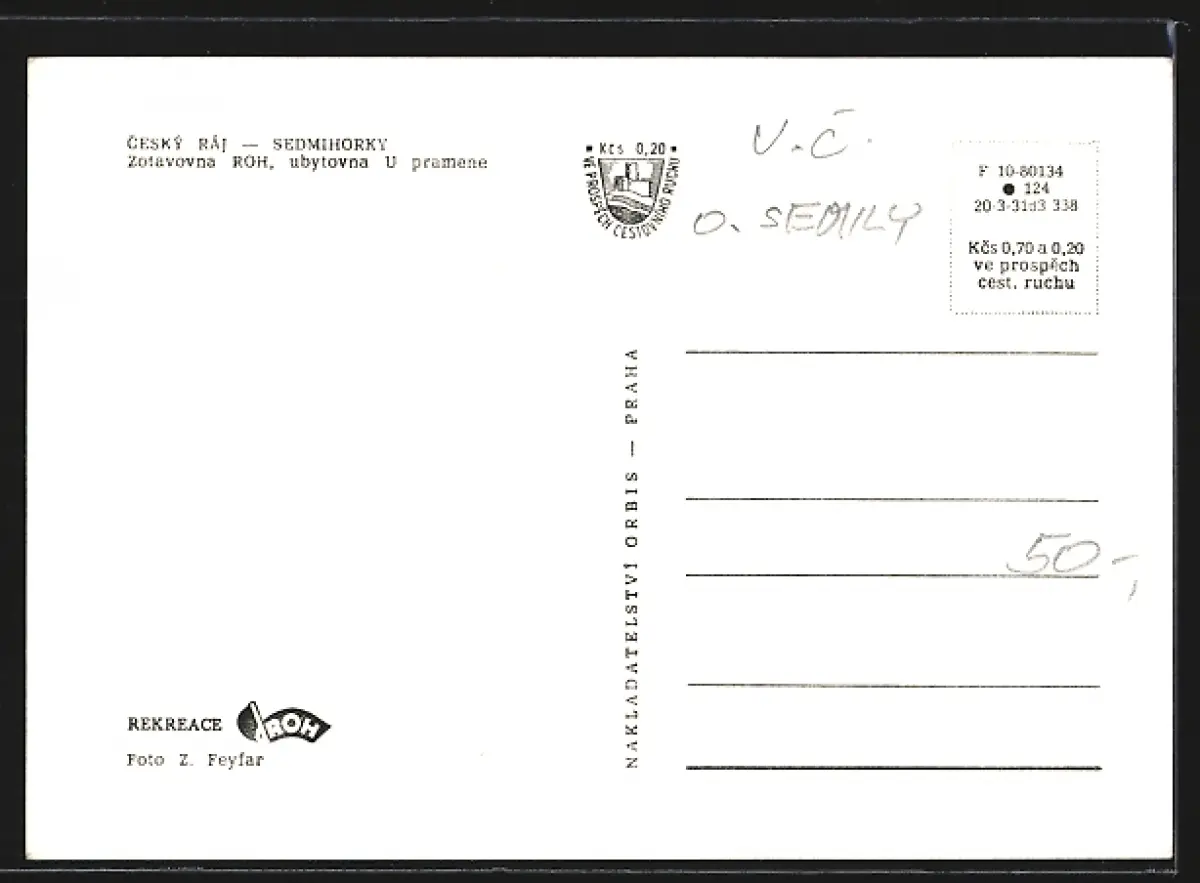 ČESKÝ RÁJ — SEDMIHORKY
Zotavovna ROH, ubytovna U pramene
• Kčs 0,20 •
VE PROSPĚCH CESTOVNÍHO RUCHU
V.Č.
O. SEMILY
F 10-80134
● 124
20-3-31:13 338
Kčs 0,70 a 0,20
ve prospěch
cest. ruchu
NAKLADATELSTVÍ ORBIS — PRAHA
50,-
REKREACE ROH
Foto Z. Feyfar